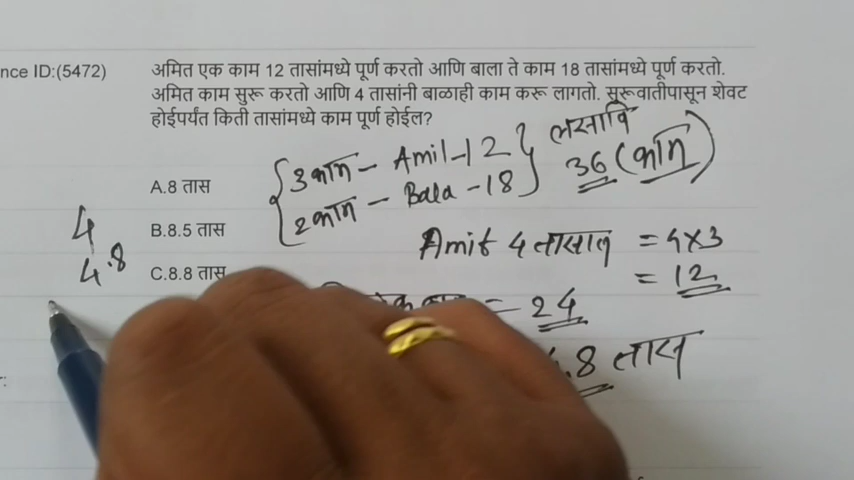 nce ID:(5472)
अमित एक काम 12 तासांमध्ये पूर्ण करतो आणि बाला ते काम 18 तासांमध्ये पूर्ण करतो.
अमित काम सुरू करतो आणि 4 तासांनी बाळाही काम करू लागतो. सुरूवातीपासून शेवट
होईपर्यंत किती तासांमध्ये काम पूर्ण होईल?
लसावि
3 काम - Amit - 12
36 (काम)
A.8 तास
2 काम - Bala - 18
4
B.8.5 तास
Amit 4 तासात = 4x3
4.8
C.8.8 तास
= 12
= 24
.8 तास